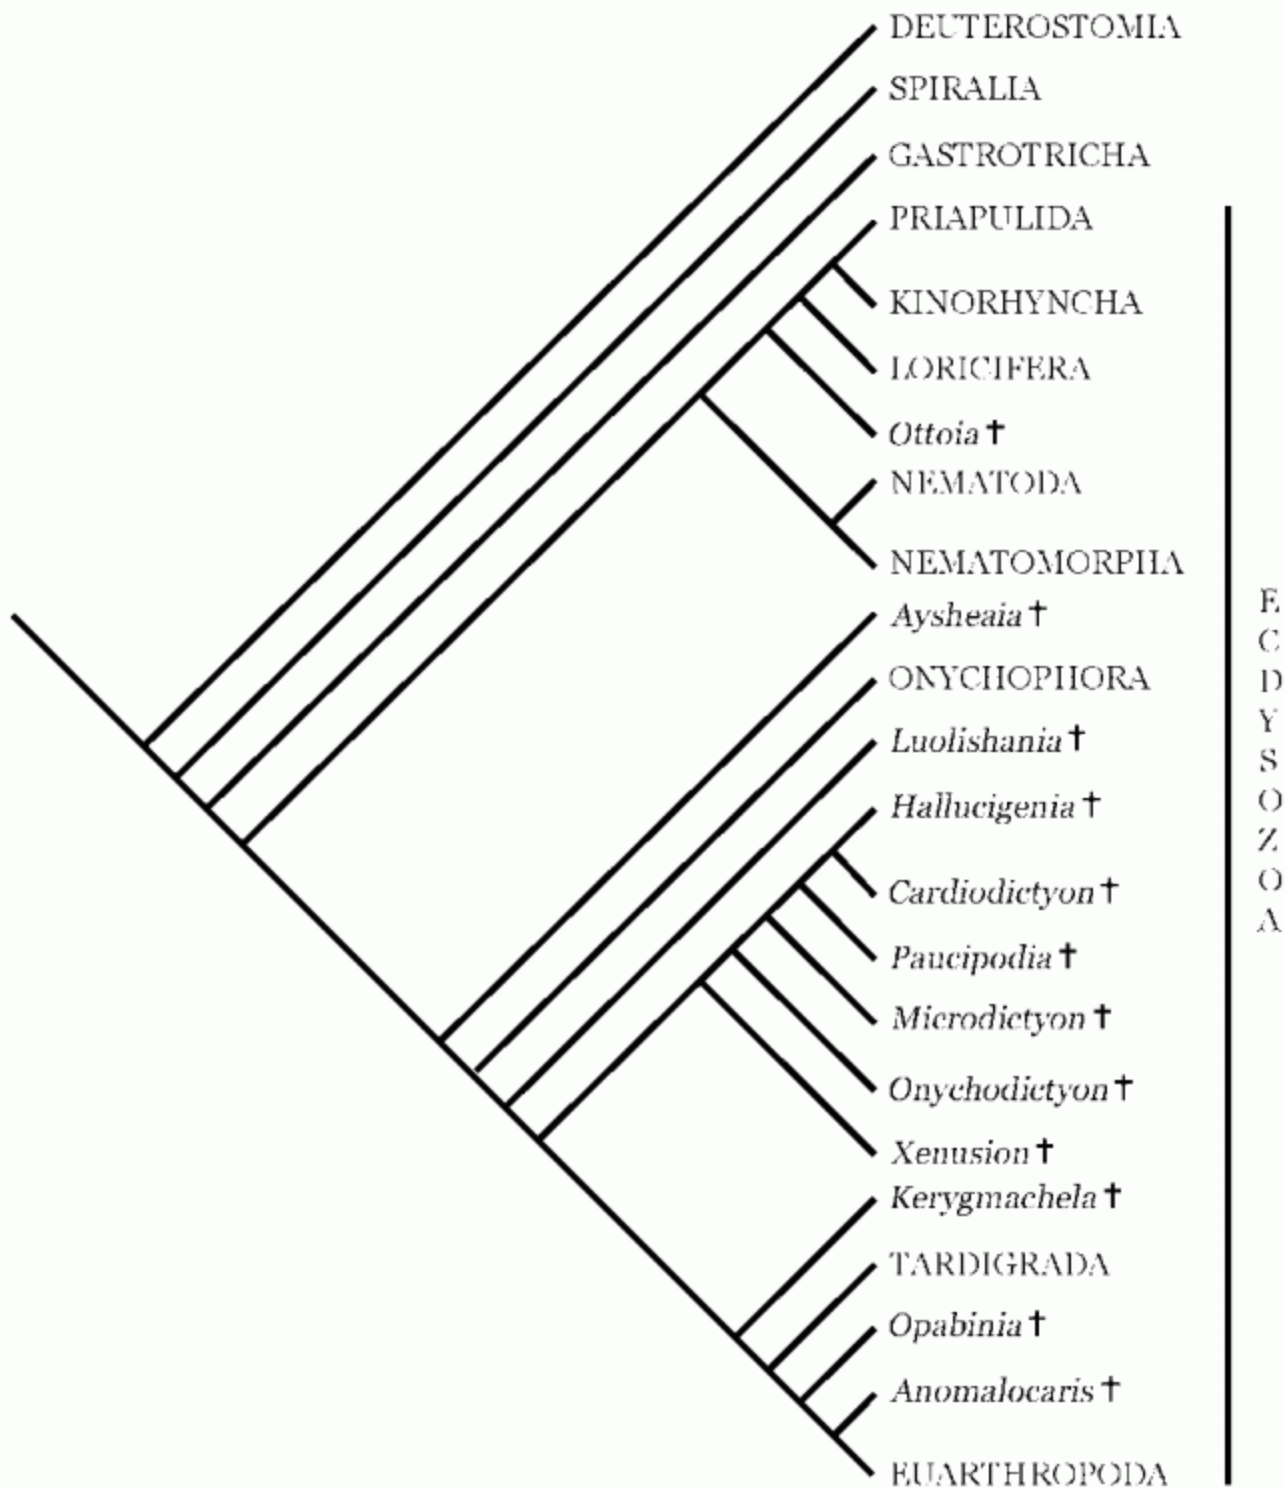 DEUTEROSTOMIA
SPIRALIA
GASTROTRICHA
PRIAPULIDA
KINORHYNCHA
LORICIFERA
Ottoia †
NEMATODA
NEMATOMORPHA
Aysheaia †
ONYCHOPHORA
Luolishania †
Hallucigenia †
Cardiodictyon †
Paucipodia †
Microdictyon †
Onychodictyon †
Xenusion †
Kerygmachela †
TARDIGRADA
Opabinia †
Anomalocaris †
EUARTHROPODA
E
C
D
Y
S
O
Z
O
A